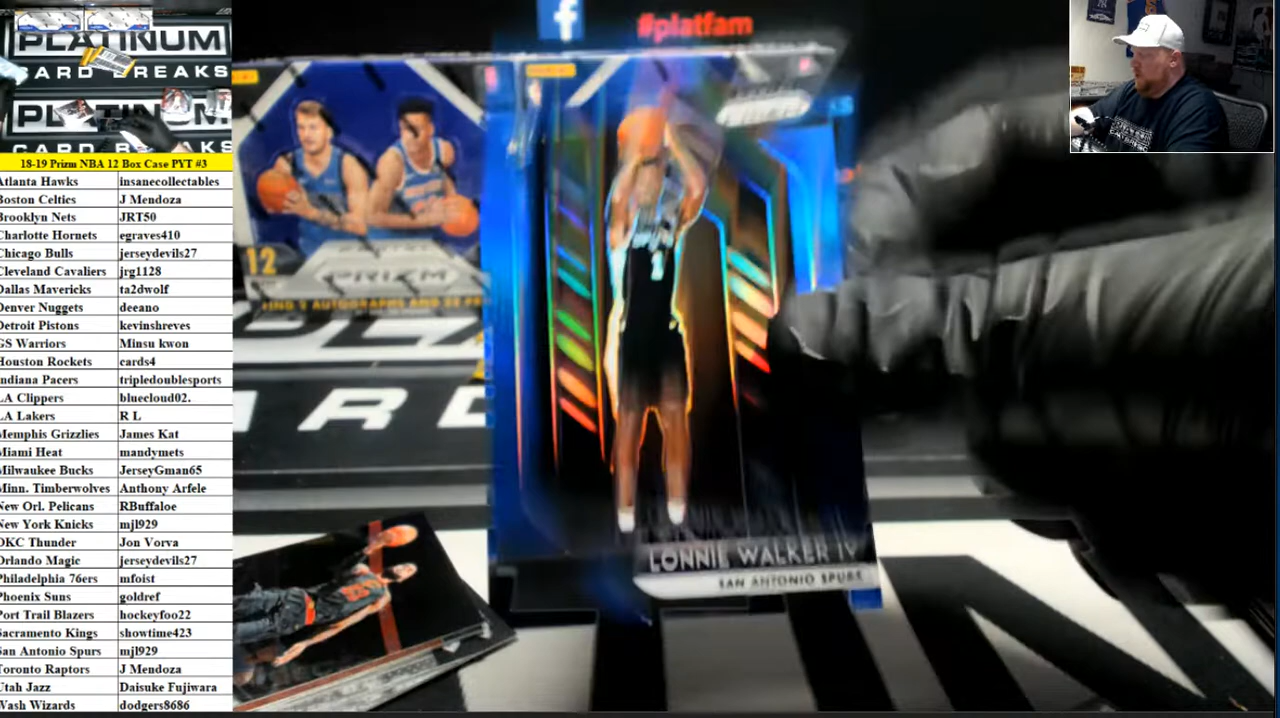 PLATINUM
CARD BREAKS
PLATINUM
CARD BREAKS
f #platfam
18-19 Prizm NBA 12 Box Case PYT #3
Atlanta Hawks insanecollectables
Boston Celtics J Mendoza
Brooklyn Nets JRT50
Charlotte Hornets egraves410
Chicago Bulls jerseydevils27
Cleveland Cavaliers jrg1128
Dallas Mavericks ta2dwolf
Denver Nuggets deeano
Detroit Pistons kevinshreves
GS Warriors Minsu kwon
Houston Rockets cards4
Indiana Pacers tripledoublesports
LA Clippers bluecloud02.
LA Lakers R L
Memphis Grizzlies James Kat
Miami Heat mandymets
Milwaukee Bucks JerseyGman65
Minn. Timberwolves Anthony Arfele
New Orl. Pelicans RBuffaloe
New York Knicks mjl929
OKC Thunder Jon Vorva
Orlando Magic jerseydevils27
Philadelphia 76ers mfoist
Phoenix Suns goldref
Port Trail Blazers hockeyfoo22
Sacramento Kings showtime423
San Antonio Spurs mjl929
Toronto Raptors J Mendoza
Utah Jazz Daisuke Fujiwara
Wash Wizards dodgers8686
12
PRIZM
1
LONNIE WALKER IV
SAN ANTONIO SPURS